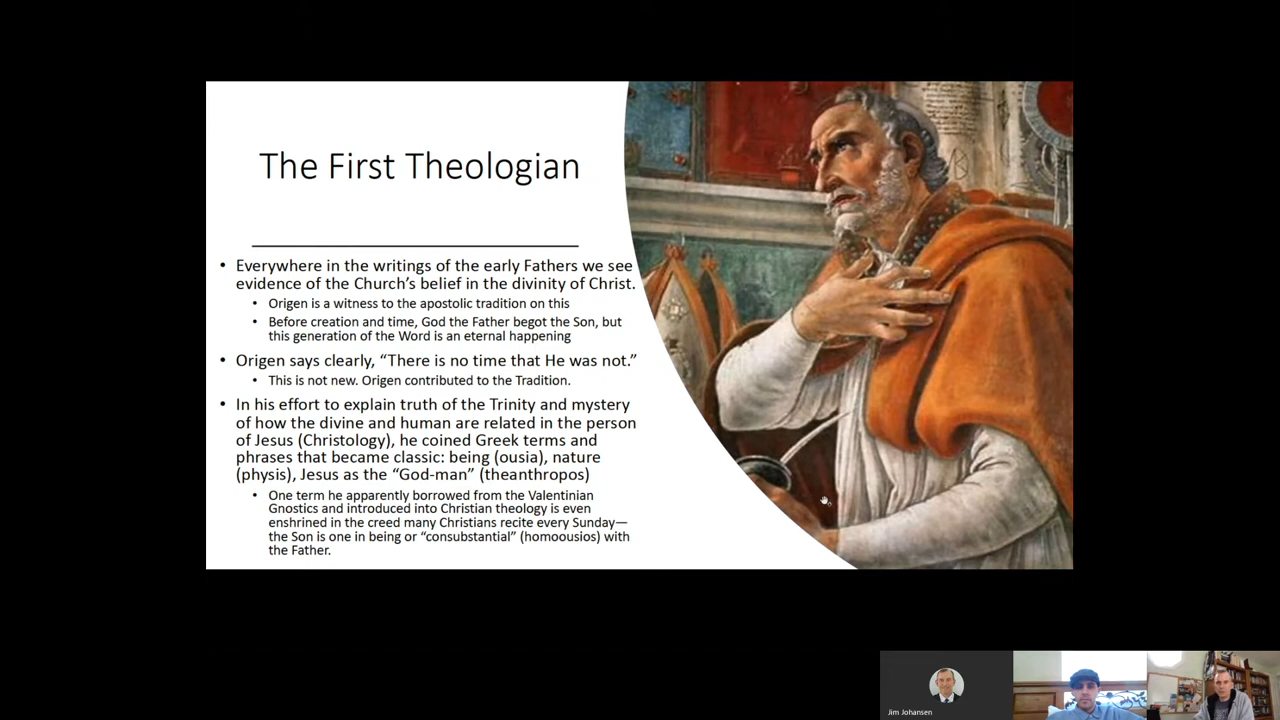 The First Theologian
• Everywhere in the writings of the early Fathers we see
evidence of the Church's belief in the divinity of Christ.
• Origen is a witness to the apostolic tradition on this
• Before creation and time, God the Father begot the Son, but
this generation of the Word is an eternal happening
• Origen says clearly, “There is no time that He was not.”
• This is not new. Origen contributed to the Tradition.
• In his effort to explain truth of the Trinity and mystery
of how the divine and human are related in the person
of Jesus (Christology), he coined Greek terms and
phrases that became classic: being (ousia), nature
(physis), Jesus as the “God-man” (theanthropos)
• One term he apparently borrowed from the Valentinian
Gnostics and introduced into Christian theology is even
enshrined in the creed many Christians recite every Sunday—
the Son is one in being or “consubstantial” (homoousios) with
the Father.
Jim Johansen